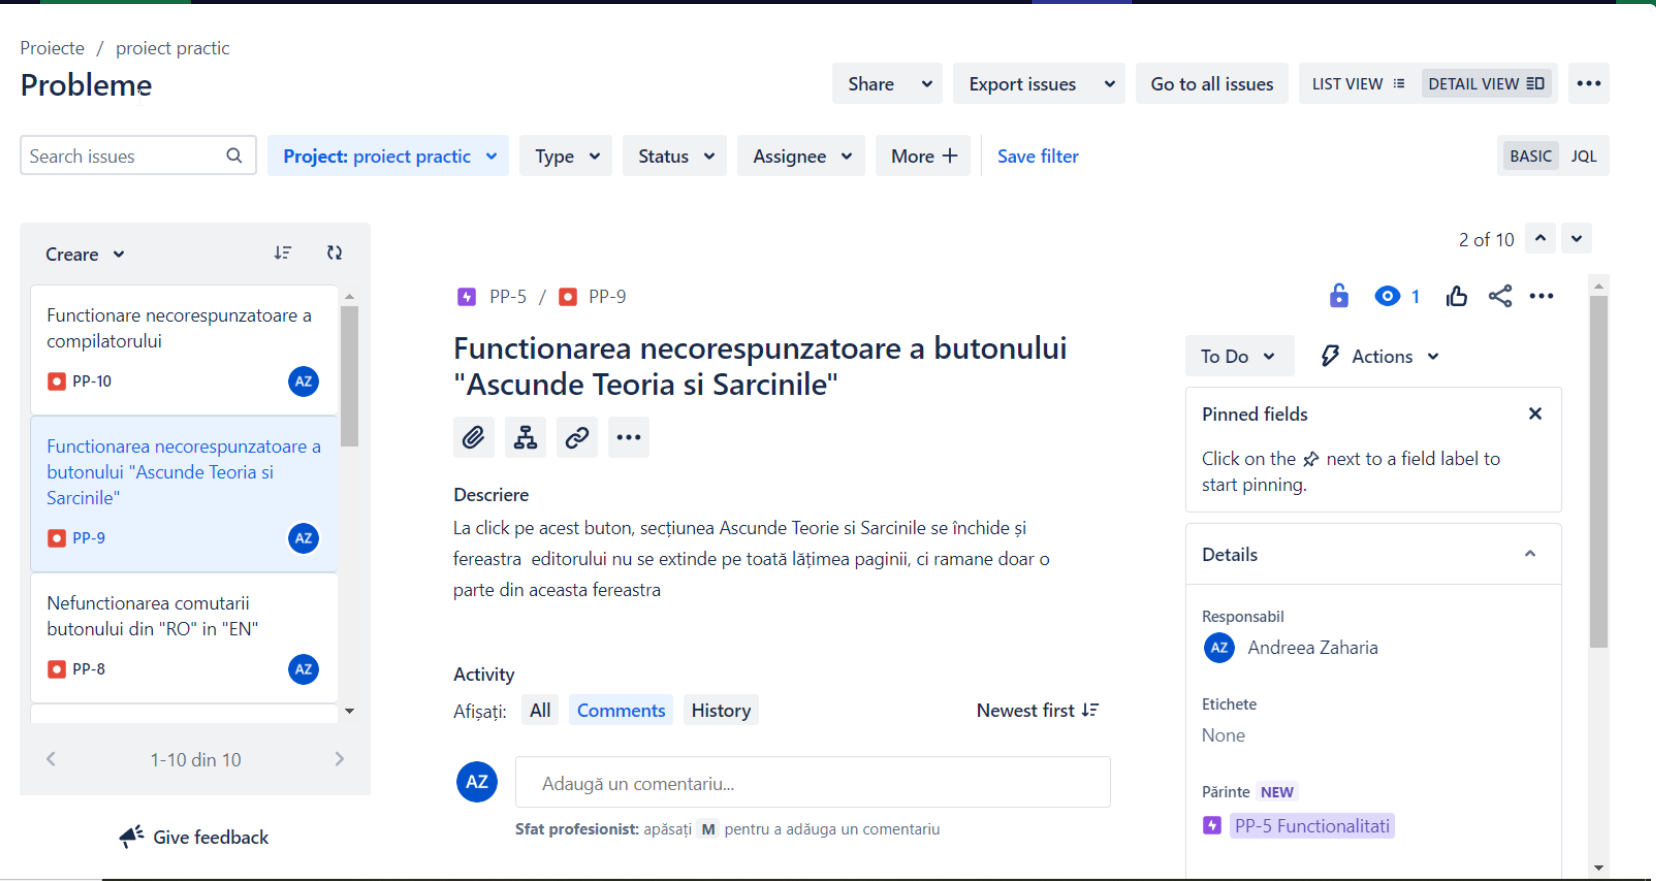 Proiecte / proiect practic
Probleme
Share
Export issues
Go to all issues
LIST VIEW
DETAIL VIEW
Search issues
Project: proiect practic
Type
Status
Assignee
More +
Save filter
BASIC
JQL
Creare
2 of 10
Functionare necorespunzatoare a
compilatorului
PP-10
AZ
Functionarea necorespunzatoare a
butonului "Ascunde Teoria si
Sarcinile"
PP-9
AZ
Nefunctionarea comutarii
butonului din "RO" in "EN"
PP-8
AZ
1-10 din 10
Give feedback
PP-5 / PP-9
1
Functionarea necorespunzatoare a butonului
"Ascunde Teoria si Sarcinile"
Descriere
La click pe acest buton, secțiunea Ascunde Teorie si Sarcinile se închide și
fereastra editorului nu se extinde pe toată lățimea paginii, ci ramane doar o
parte din aceasta fereastra
Activity
Afișați: All Comments History
Newest first
AZ
Adaugă un comentariu...
Sfat profesionist: apăsați M pentru a adăuga un comentariu
To Do
Actions
Pinned fields
Click on the next to a field label to
start pinning.
Details
Responsabil
AZ Andreea Zaharia
Etichete
None
Părinte NEW
PP-5 Functionalitati